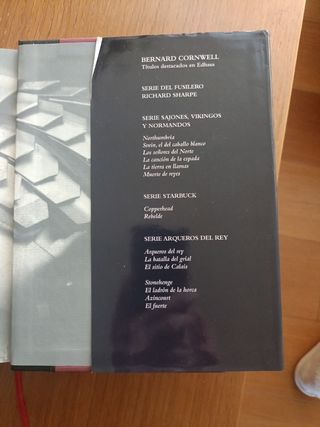 BERNARD CORNWELL
Títulos destacados en Edhasa
SERIE DEL FUSILERO
RICHARD SHARPE
SERIE SAJONES, VIKINGOS
Y NORMANDOS
Northumbria
Svein, el del caballo blanco
Los señores del Norte
La canción de la espada
La tierra en llamas
Muerte de reyes
SERIE STARBUCK
Copperhead
Rebelde
SERIE ARQUEROS DEL REY
Arqueros del rey
La batalla del grial
El sitio de Calais
Stonehenge
El ladrón de la horca
Azincourt
El fuerte